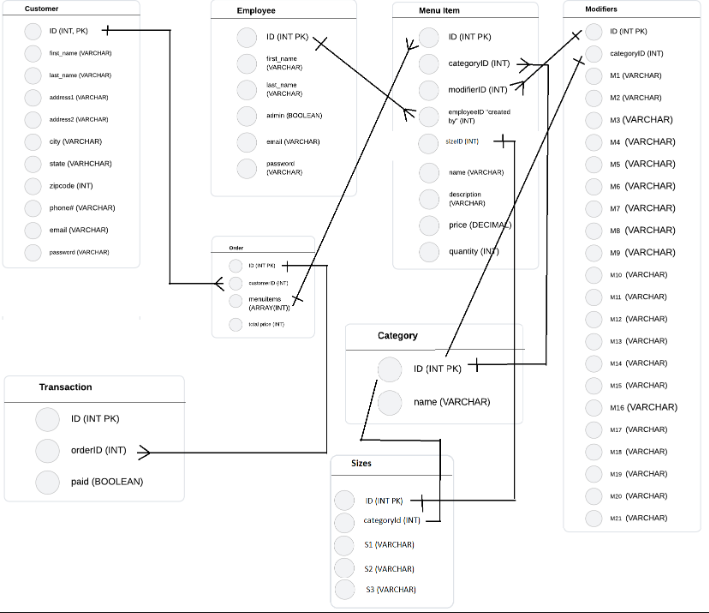 Customer
ID (INT, PK)
first_name (VARCHAR)
last_name (VARCHAR)
address1 (VARCHAR)
address2 (VARCHAR)
city (VARCHAR)
state (VARHCHAR)
zipcode (INT)
phone# (VARCHAR)
email (VARCHAR)
password (VARCHAR)
Employee
ID (INT PK)
first_name
(VARCHAR)
last_name
(VARCHAR)
admin (BOOLEAN)
email (VARCHAR)
password
(VARCHAR)
Menu Item
ID (INT PK)
categoryID (INT)
modifierID (INT)
employeeID "created
by" (INT)
sizeID (INT)
name (VARCHAR)
description
(VARCHAR)
price (DECIMAL)
quantity (INT)
Modifiers
ID (INT PK)
categoryID (INT)
M1 (VARCHAR)
M2 (VARCHAR)
M3 (VARCHAR)
M4 (VARCHAR)
M5 (VARCHAR)
M6 (VARCHAR)
M7 (VARCHAR)
M8 (VARCHAR)
M9 (VARCHAR)
M10 (VARCHAR)
M11 (VARCHAR)
M12 (VARCHAR)
M13 (VARCHAR)
M14 (VARCHAR)
M15 (VARCHAR)
M16 (VARCHAR)
M17 (VARCHAR)
M18 (VARCHAR)
M19 (VARCHAR)
M20 (VARCHAR)
M21 (VARCHAR)
Order
ID (INT PK)
customerID (INT)
menuitems
(ARRAY(INT))
total price (INT)
Category
ID (INT PK)
name (VARCHAR)
Transaction
ID (INT PK)
orderID (INT)
paid (BOOLEAN)
Sizes
ID (INT PK)
categoryId (INT)
S1 (VARCHAR)
S2 (VARCHAR)
S3 (VARCHAR)